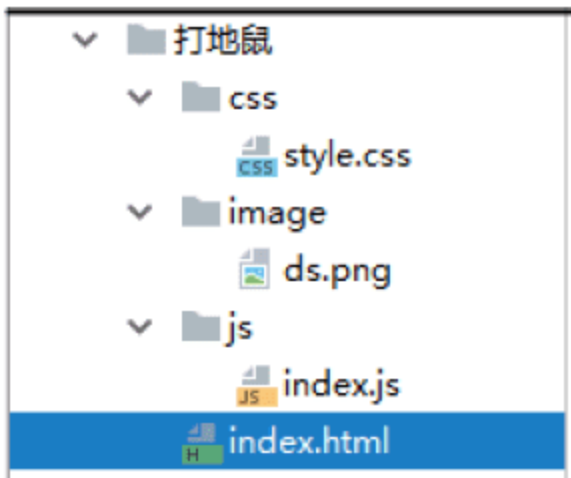 打地鼠
css
CSS style.css
image
ds.png
js
JS index.js
H index.html